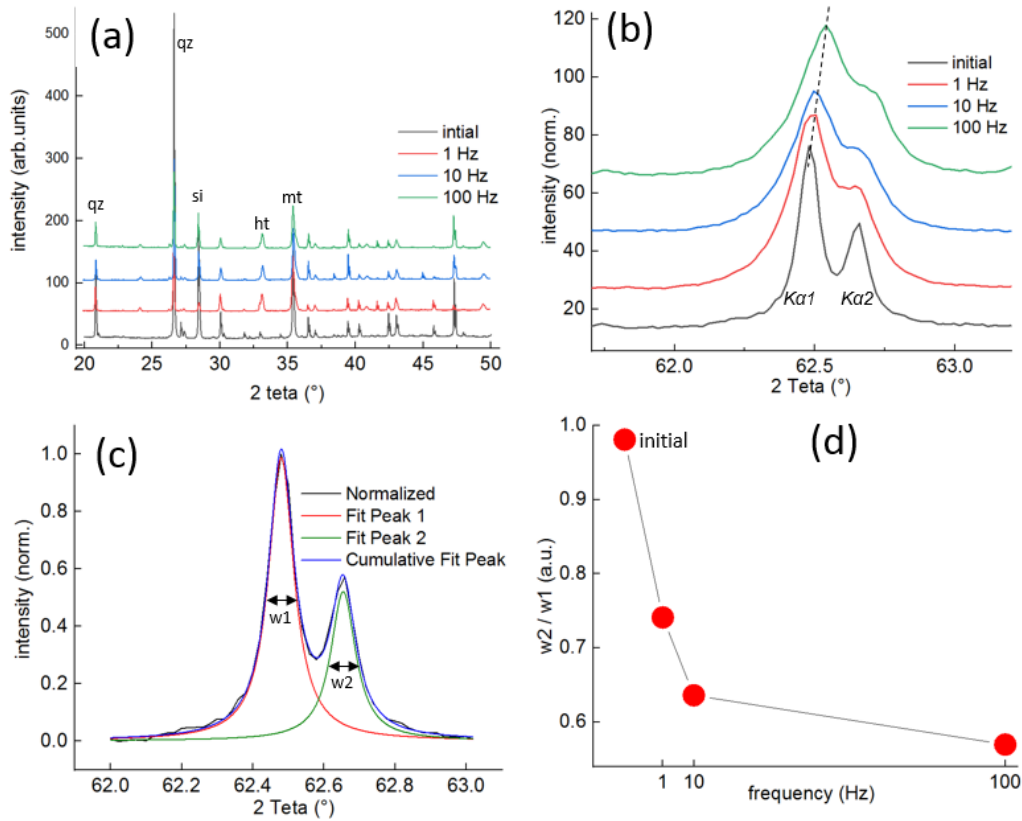 (a)
500
400
300
200
100
0
intensity (arb.units)
qz
qz
si
ht
mt
intial
1 Hz
10 Hz
100 Hz
20 25 30 35 40 45 50
2 teta (°)
(b)
120
100
80
60
40
20
intensity (norm.)
initial
1 Hz
10 Hz
100 Hz
Kα1
Kα2
62.0 62.5 63.0
2 Teta (°)
(c)
1.0
0.8
0.6
0.4
0.2
0.0
intensity (norm.)
Normalized
Fit Peak 1
Fit Peak 2
Cumulative Fit Peak
w1
w2
62.0 62.2 62.4 62.6 62.8 63.0
2 Teta (°)
(d)
1.0
0.9
0.8
0.7
0.6
w2 / w1 (a.u.)
initial
1 10 100
frequency (Hz)